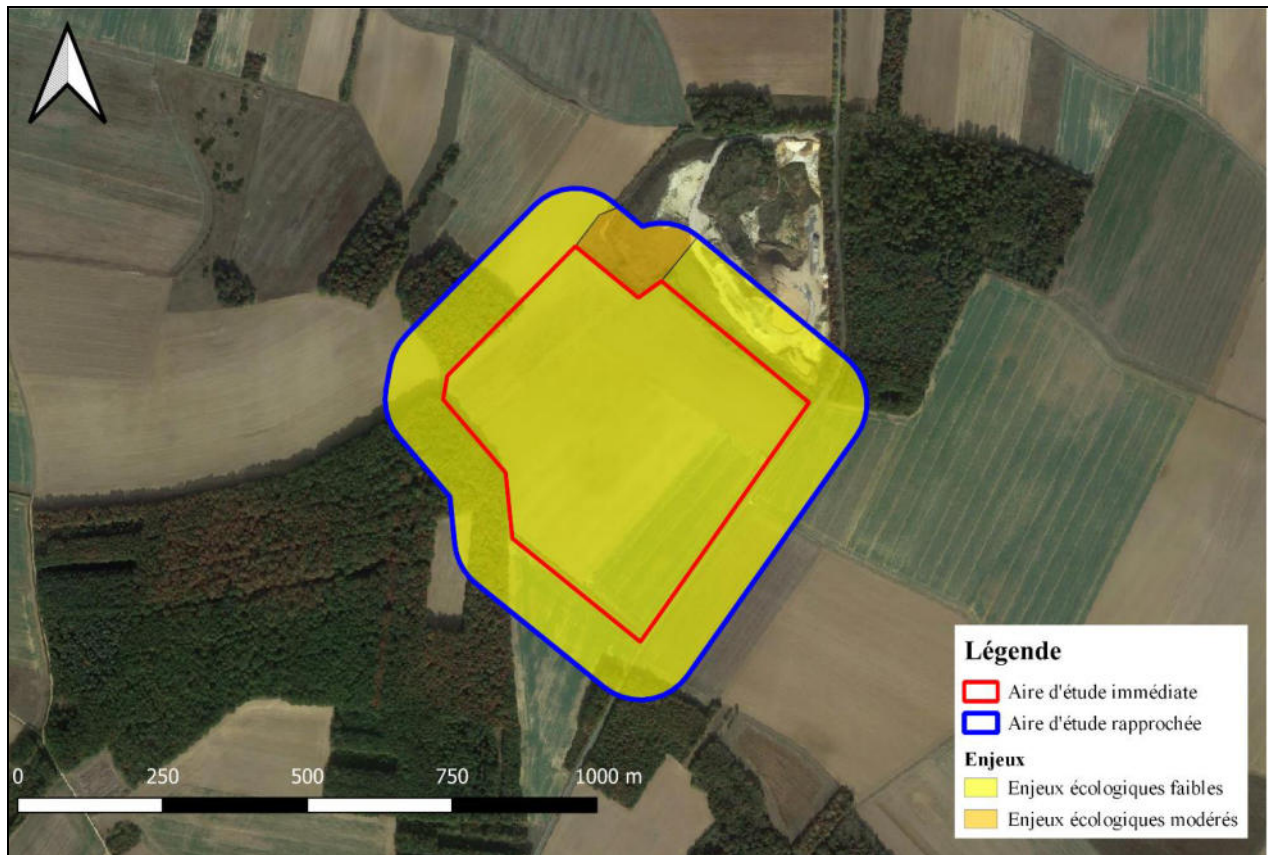 Légende
Aire d'étude immédiate
Aire d'étude rapprochée
Enjeux
Enjeux écologiques faibles
Enjeux écologiques modérés
0 250 500 750 1000 m